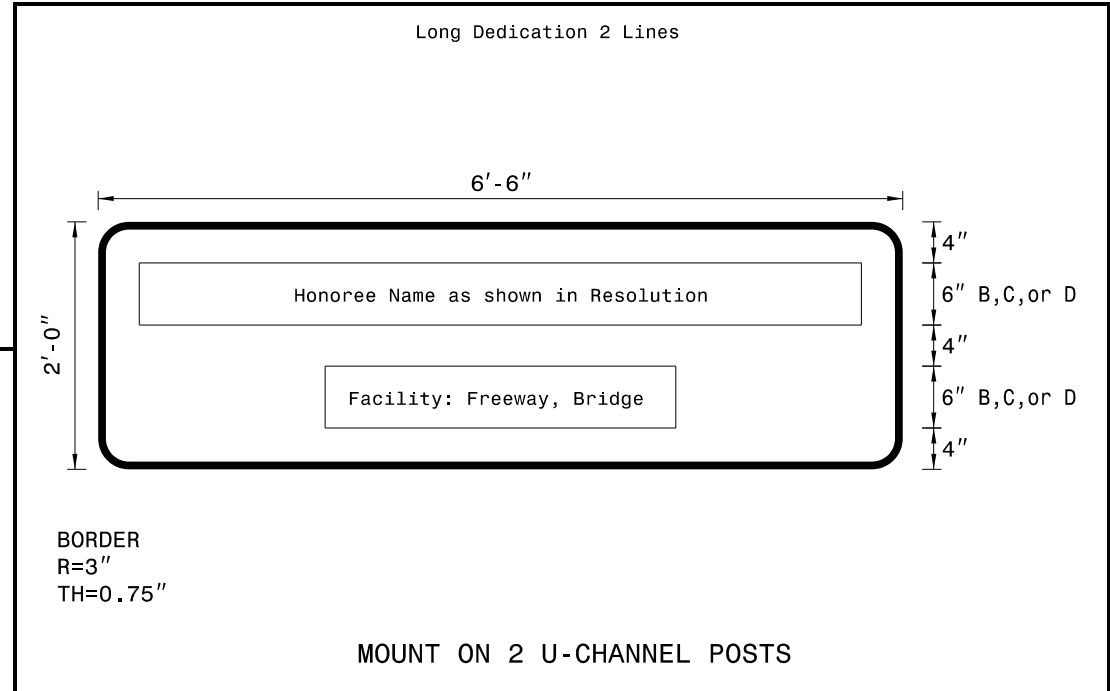 Long Dedication 2 Lines
6′-6″
4″
Honoree Name as shown in Resolution
6″ B,C,or D
2′-0″
4″
Facility: Freeway, Bridge
6″ B,C,or D
4″
BORDER
R=3″
TH=0.75″
MOUNT ON 2 U-CHANNEL POSTS